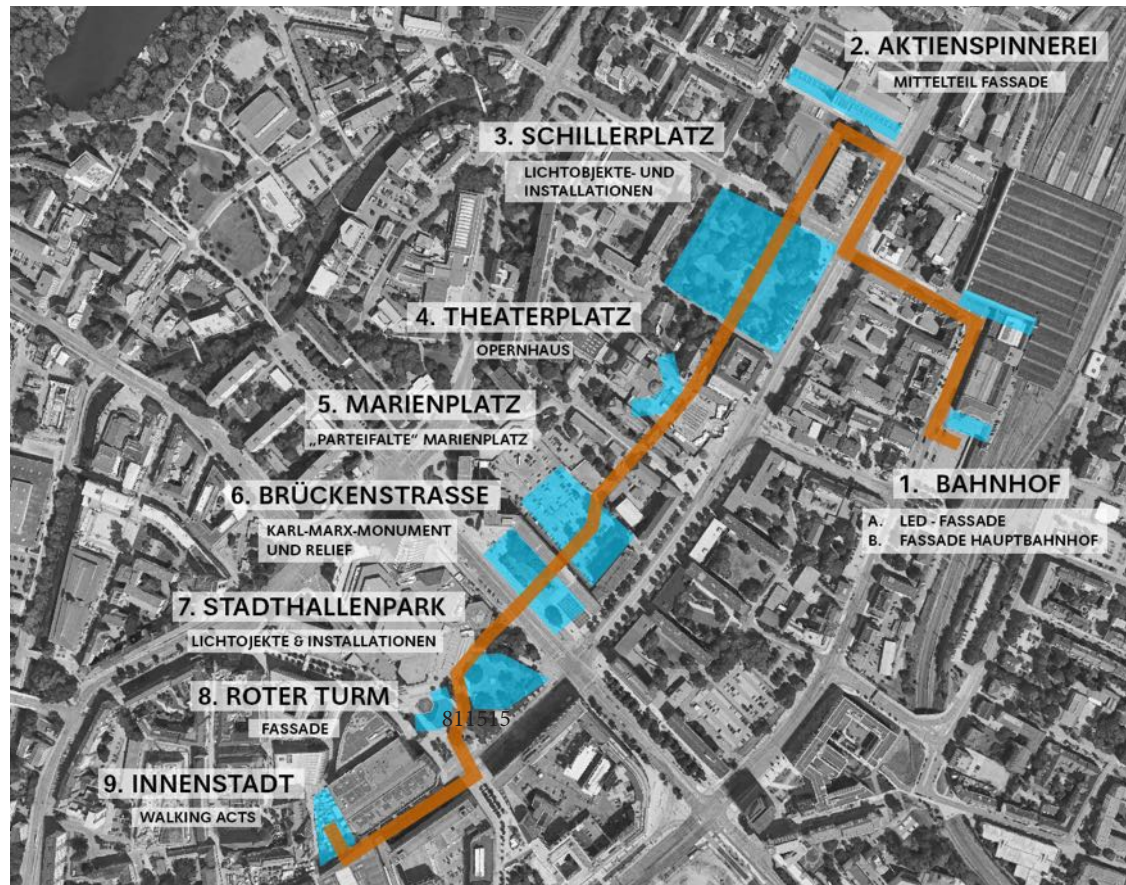 2. AKTIENSPINNEREI
MITTELTEIL FASSADE
3. SCHILLERPLATZ
LICHTOBJEKTE- UND
INSTALLATIONEN
4. THEATERPLATZ
OPERNHAUS
5. MARIENPLATZ
„PARTEIFALTE" MARIENPLATZ
1. BAHNHOF
A. LED - FASSADE
B. FASSADE HAUPTBAHNHOF
6. BRÜCKENSTRASSE
KARL-MARX-MONUMENT
UND RELIEF
7. STADTHALLENPARK
LICHTOJEKTE & INSTALLATIONEN
8. ROTER TURM
FASSADE
811515
9. INNENSTADT
WALKING ACTS